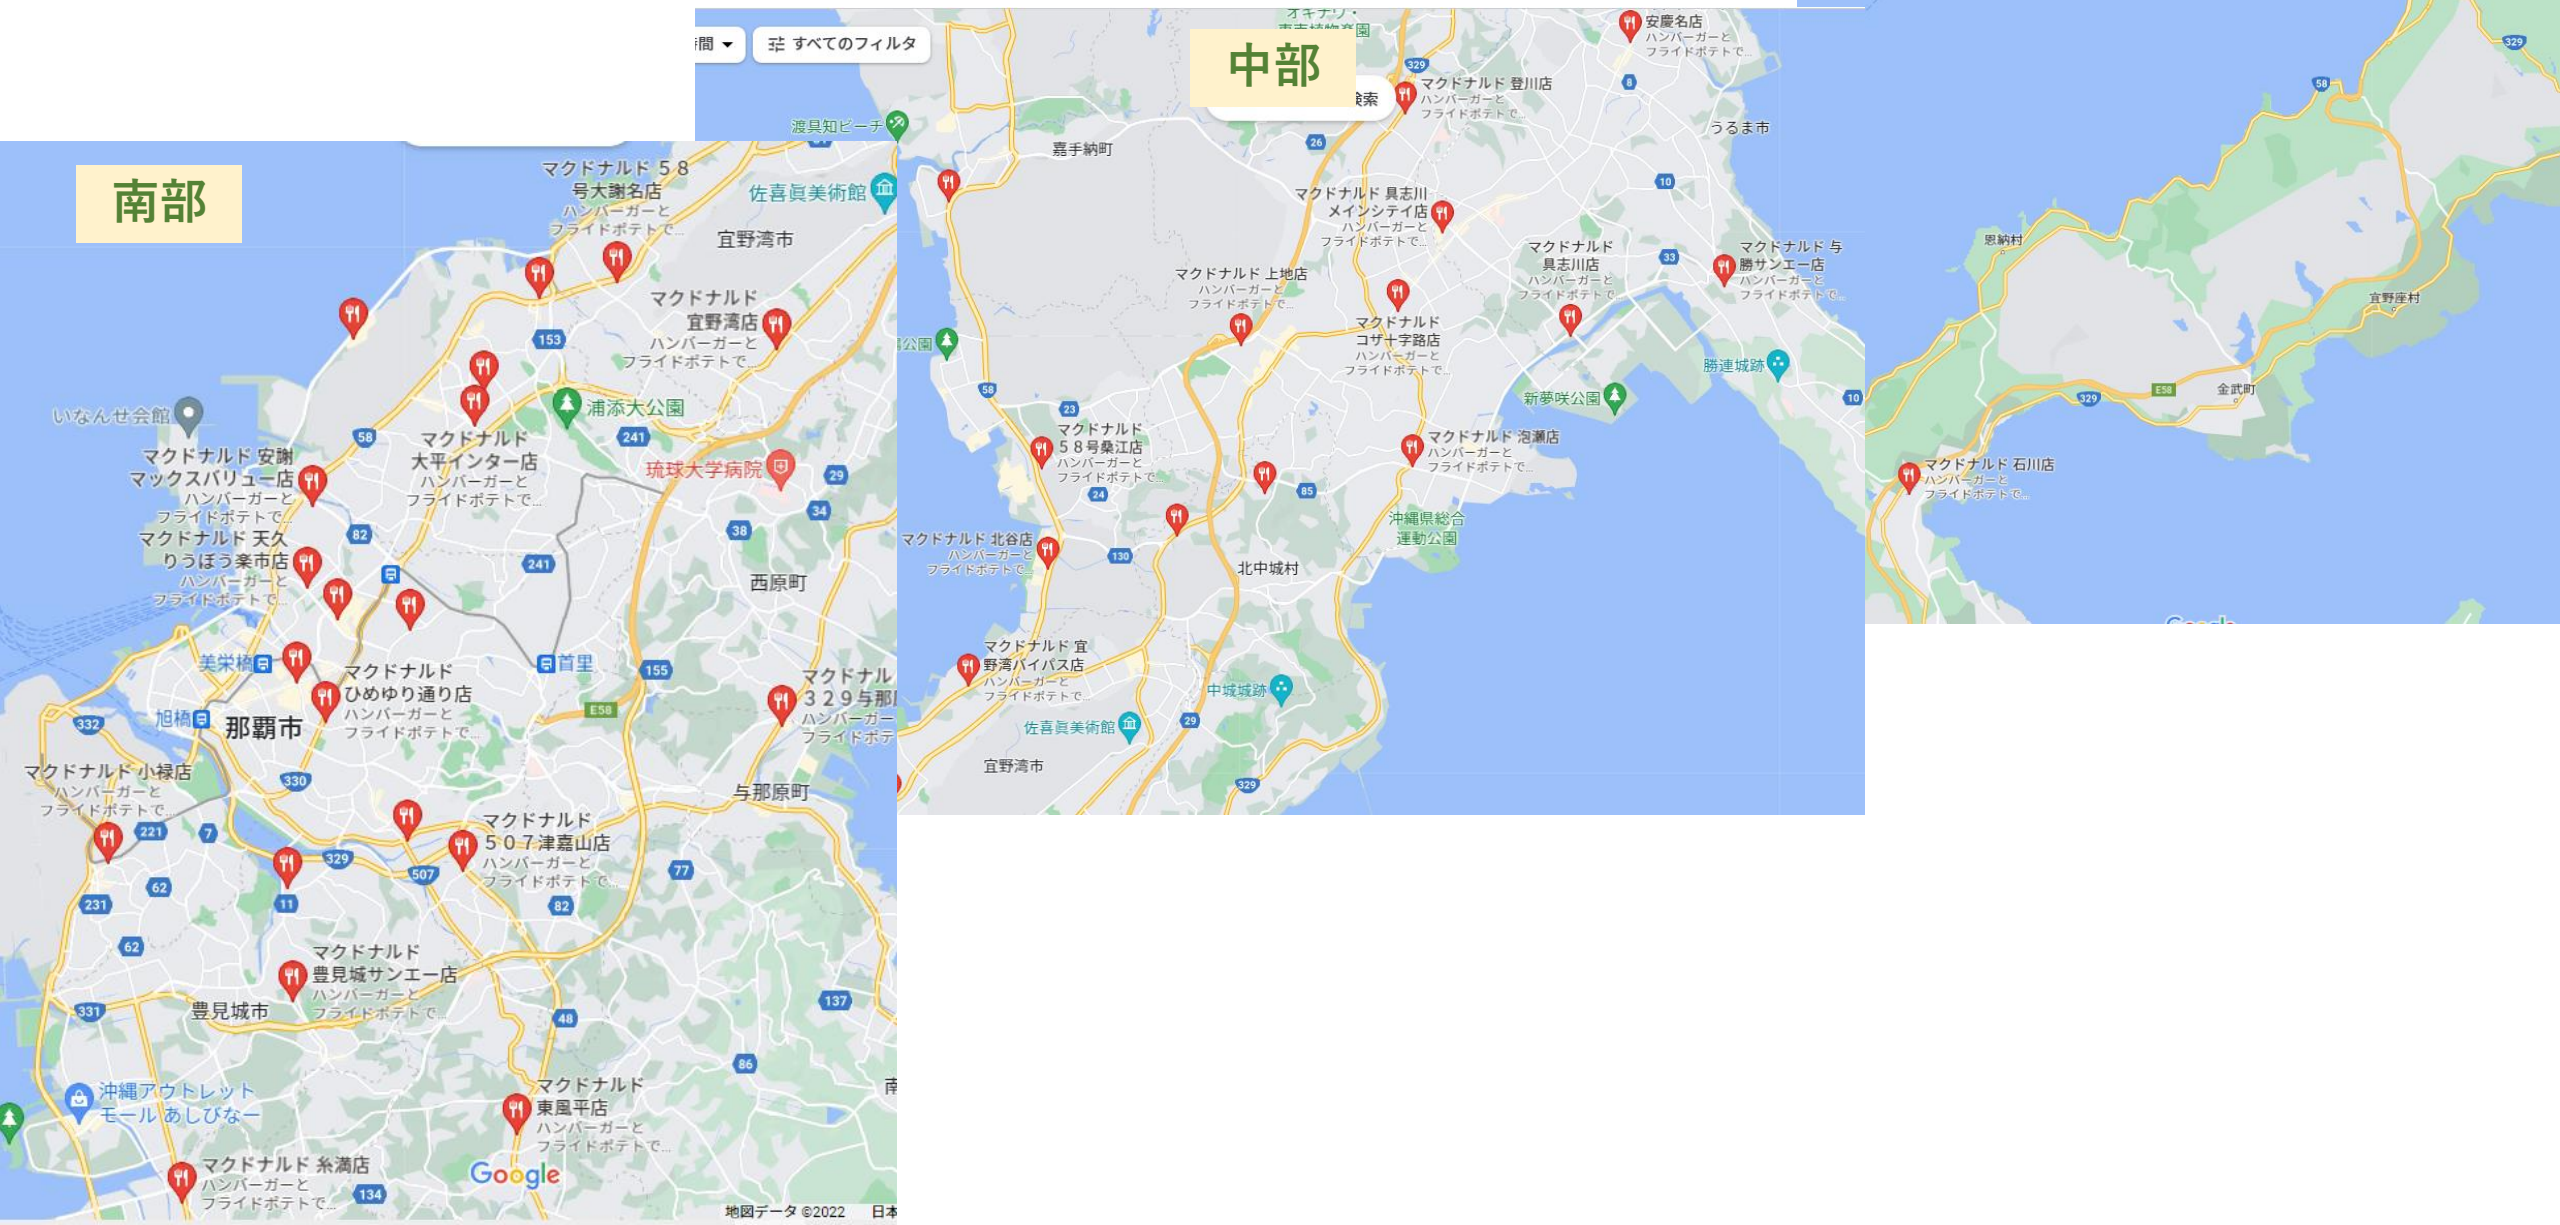 南部
マクドナルド ５８
号大謝名店
ハンバーガーと
フライドポテトで...
佐喜眞美術館
宜野湾市
マクドナルド
宜野湾店
ハンバーガーと
フライドポテトで...
153
いなんせ会館
58
浦添大公園
241
マクドナルド
大平インター店
ハンバーガーと
フライドポテトで...
琉球大学病院
29
34
38
マクドナルド 安謝
マックスバリュー店
ハンバーガーと
フライドポテトで...
82
マクドナルド 天久
りうぼう楽市店
ハンバーガーと
フライドポテトで...
241
西原町
美栄橋
首里
155
マクドナルド
ひめゆり通り店
ハンバーガーと
フライドポテトで...
マクドナル
３２９与那
ハンバーガー
フライドポテ
E58
332
旭橋
那覇市
330
与那原町
マクドナルド 小禄店
ハンバーガーと
フライドポテトで...
221
7
マクドナルド
５０７津嘉山店
ハンバーガーと
フライドポテトで...
329
507
77
62
231
11
82
62
マクドナルド
豊見城サンエー店
ハンバーガーと
フライドポテトで...
豊見城市
331
48
137
86
沖縄アウトレット
モール あしびなー
マクドナルド
東風平店
ハンバーガーと
フライドポテトで...
南
マクドナルド 糸満店
ハンバーガーと
フライドポテトで...
134
Google
地図データ ©2022
日本
間
すべてのフィルタ
中部
検索
渡具知ビーチ
嘉手納町
26
329
マクドナルド 登川店
ハンバーガーと
フライドポテトで...
安慶名店
ハンバーガーと
フライドポテトで...
8
うるま市
10
マクドナルド 具志川
メインシテイ店
ハンバーガーと
フライドポテトで...
マクドナルド
具志川店
ハンバーガーと
フライドポテトで...
33
マクドナルド 与
勝サンエー店
ハンバーガーと
フライドポテトで...
マクドナルド 上地店
ハンバーガーと
フライドポテトで...
マクドナルド
コザ十字路店
ハンバーガーと
フライドポテトで...
公園
58
23
勝連城跡
新夢咲公園
10
マクドナルド
５８号桑江店
ハンバーガーと
フライドポテトで...
24
85
マクドナルド 泡瀬店
ハンバーガーと
フライドポテトで...
沖縄県総合
運動公園
マクドナルド 北谷店
ハンバーガーと
フライドポテトで...
130
北中城村
マクドナルド 宜
野湾バイパス店
ハンバーガーと
フライドポテトで...
中城城跡
佐喜眞美術館
29
宜野湾市
329
329
58
恩納村
宜野座村
E58
329
金武町
マクドナルド 石川店
ハンバーガーと
フライドポテトで...